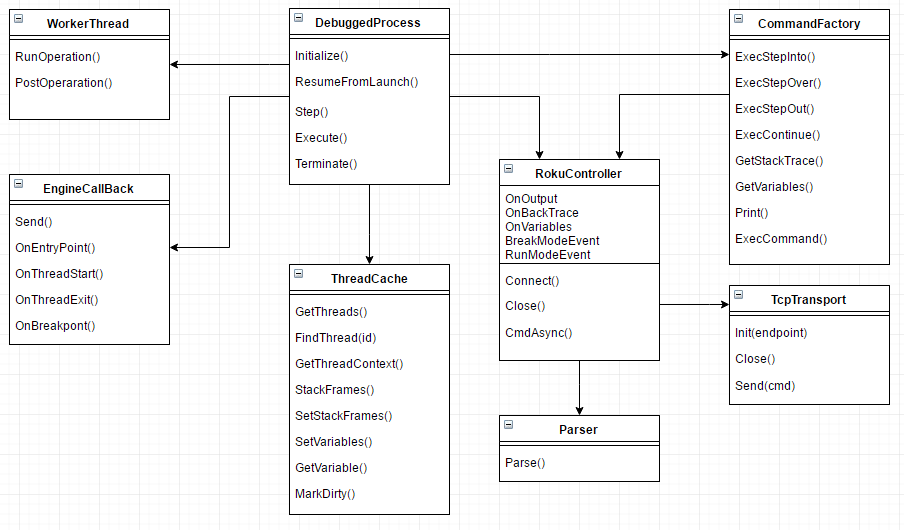 WorkerThread
RunOperation()
PostOperaration()
DebuggedProcess
Initialize()
ResumeFromLaunch()
Step()
Execute()
Terminate()
CommandFactory
ExecStepInto()
ExecStepOver()
ExecStepOut()
ExecContinue()
GetStackTrace()
GetVariables()
Print()
ExecCommand()
EngineCallBack
Send()
OnEntryPoint()
OnThreadStart()
OnThreadExit()
OnBreakpont()
RokuController
OnOutput
OnBackTrace
OnVariables
BreakModeEvent
RunModeEvent
Connect()
Close()
CmdAsync()
ThreadCache
GetThreads()
FindThread(id)
GetThreadContext()
StackFrames()
SetStackFrames()
SetVariables()
GetVariable()
MarkDirty()
TcpTransport
Init(endpoint)
Close()
Send(cmd)
Parser
Parse()